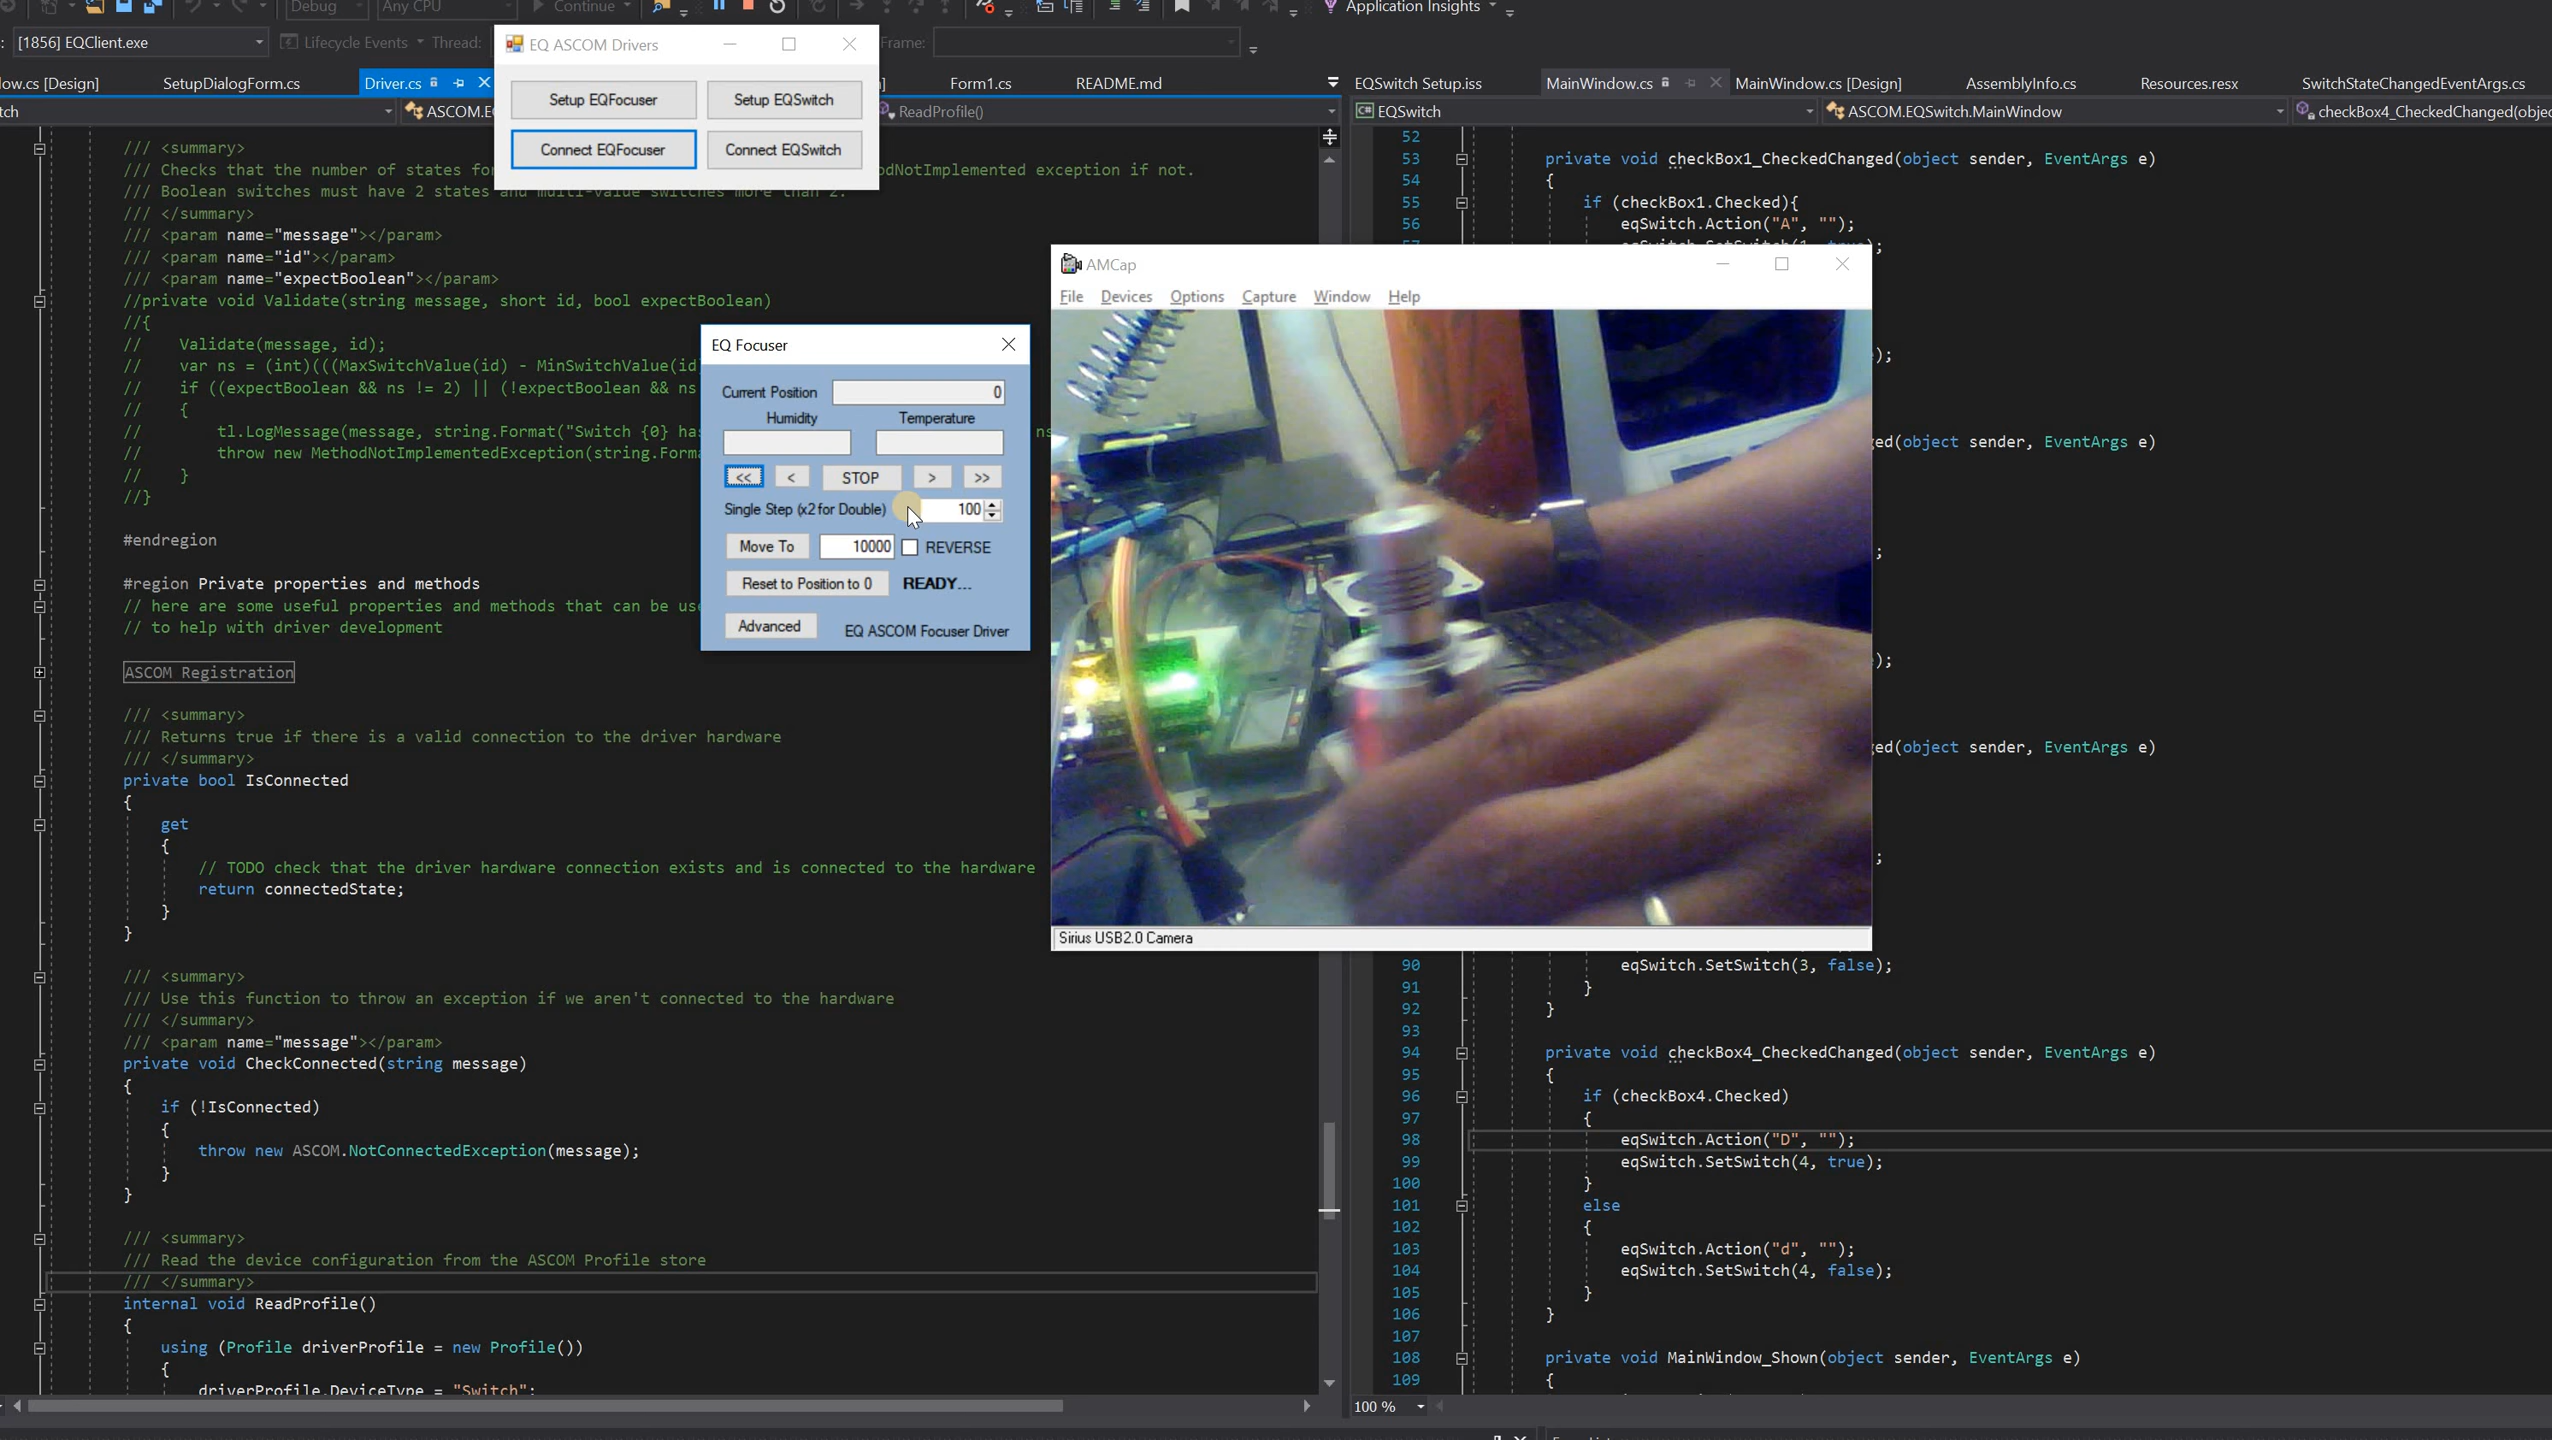 Debug
Any CPU
Continue
Application Insights
[1856] EQClient.exe
Lifecycle Events
Thread:
Frame:
ow.cs [Design]
SetupDialogForm.cs
Driver.cs
Form1.cs
README.md
EQSwitch Setup.iss
MainWindow.cs
MainWindow.cs [Design]
AssemblyInfo.cs
Resources.resx
SwitchStateChangedEventArgs.cs
tch
ASCOM.E
ReadProfile()
EQSwitch
ASCOM.EQSwitch.MainWindow
checkBox4_CheckedChanged(objec
EQ ASCOM Drivers
Setup EQFocuser
Setup EQSwitch
Connect EQFocuser
Connect EQSwitch
/// <summary>
/// Checks that the number of states for
dNotImplemented exception if not.
/// Boolean switches must have 2 states and multi-value switches more than 2.
/// </summary>
/// <param name="message"></param>
/// <param name="id"></param>
/// <param name="expectBoolean"></param>
//private void Validate(string message, short id, bool expectBoolean)
//{
//    Validate(message, id);
//    var ns = (int)(((MaxSwitchValue(id) - MinSwitchValue(id
//    if ((expectBoolean && ns != 2) || (!expectBoolean && ns
//    {
//        tl.LogMessage(message, string.Format("Switch {0} ha
ns
//        throw new MethodNotImplementedException(string.Form
//    }
//}
#endregion
#region Private properties and methods
// here are some useful properties and methods that can be us
// to help with driver development
ASCOM Registration
/// <summary>
/// Returns true if there is a valid connection to the driver hardware
/// </summary>
private bool IsConnected
{
get
{
// TODO check that the driver hardware connection exists and is connected to the hardware
return connectedState;
}
}
/// <summary>
/// Use this function to throw an exception if we aren't connected to the hardware
/// </summary>
/// <param name="message"></param>
private void CheckConnected(string message)
{
if (!IsConnected)
{
throw new ASCOM.NotConnectedException(message);
}
}
/// <summary>
/// Read the device configuration from the ASCOM Profile store
/// </summary>
internal void ReadProfile()
{
using (Profile driverProfile = new Profile())
{
driverProfile.DeviceType = "Switch";
EQ Focuser
Current Position
0
Humidity
Temperature
<<
<
STOP
>
>>
Single Step (x2 for Double)
100
Move To
10000
REVERSE
Reset to Position to 0
READY...
Advanced
EQ ASCOM Focuser Driver
AMCap
File
Devices
Options
Capture
Window
Help
Sirius USB2.0 Camera
52
53 private void checkBox1_CheckedChanged(object sender, EventArgs e)
54 {
55 if (checkBox1.Checked){
56 eqSwitch.Action("A", "");
);
ed(object sender, EventArgs e)
;
);
ed(object sender, EventArgs e)
;
90 eqSwitch.SetSwitch(3, false);
91 }
92 }
93
94 private void checkBox4_CheckedChanged(object sender, EventArgs e)
95 {
96 if (checkBox4.Checked)
97 {
98 eqSwitch.Action("D", "");
99 eqSwitch.SetSwitch(4, true);
100 }
101 else
102 {
103 eqSwitch.Action("d", "");
104 eqSwitch.SetSwitch(4, false);
105 }
106 }
107
108 private void MainWindow_Shown(object sender, EventArgs e)
109 {
100 %